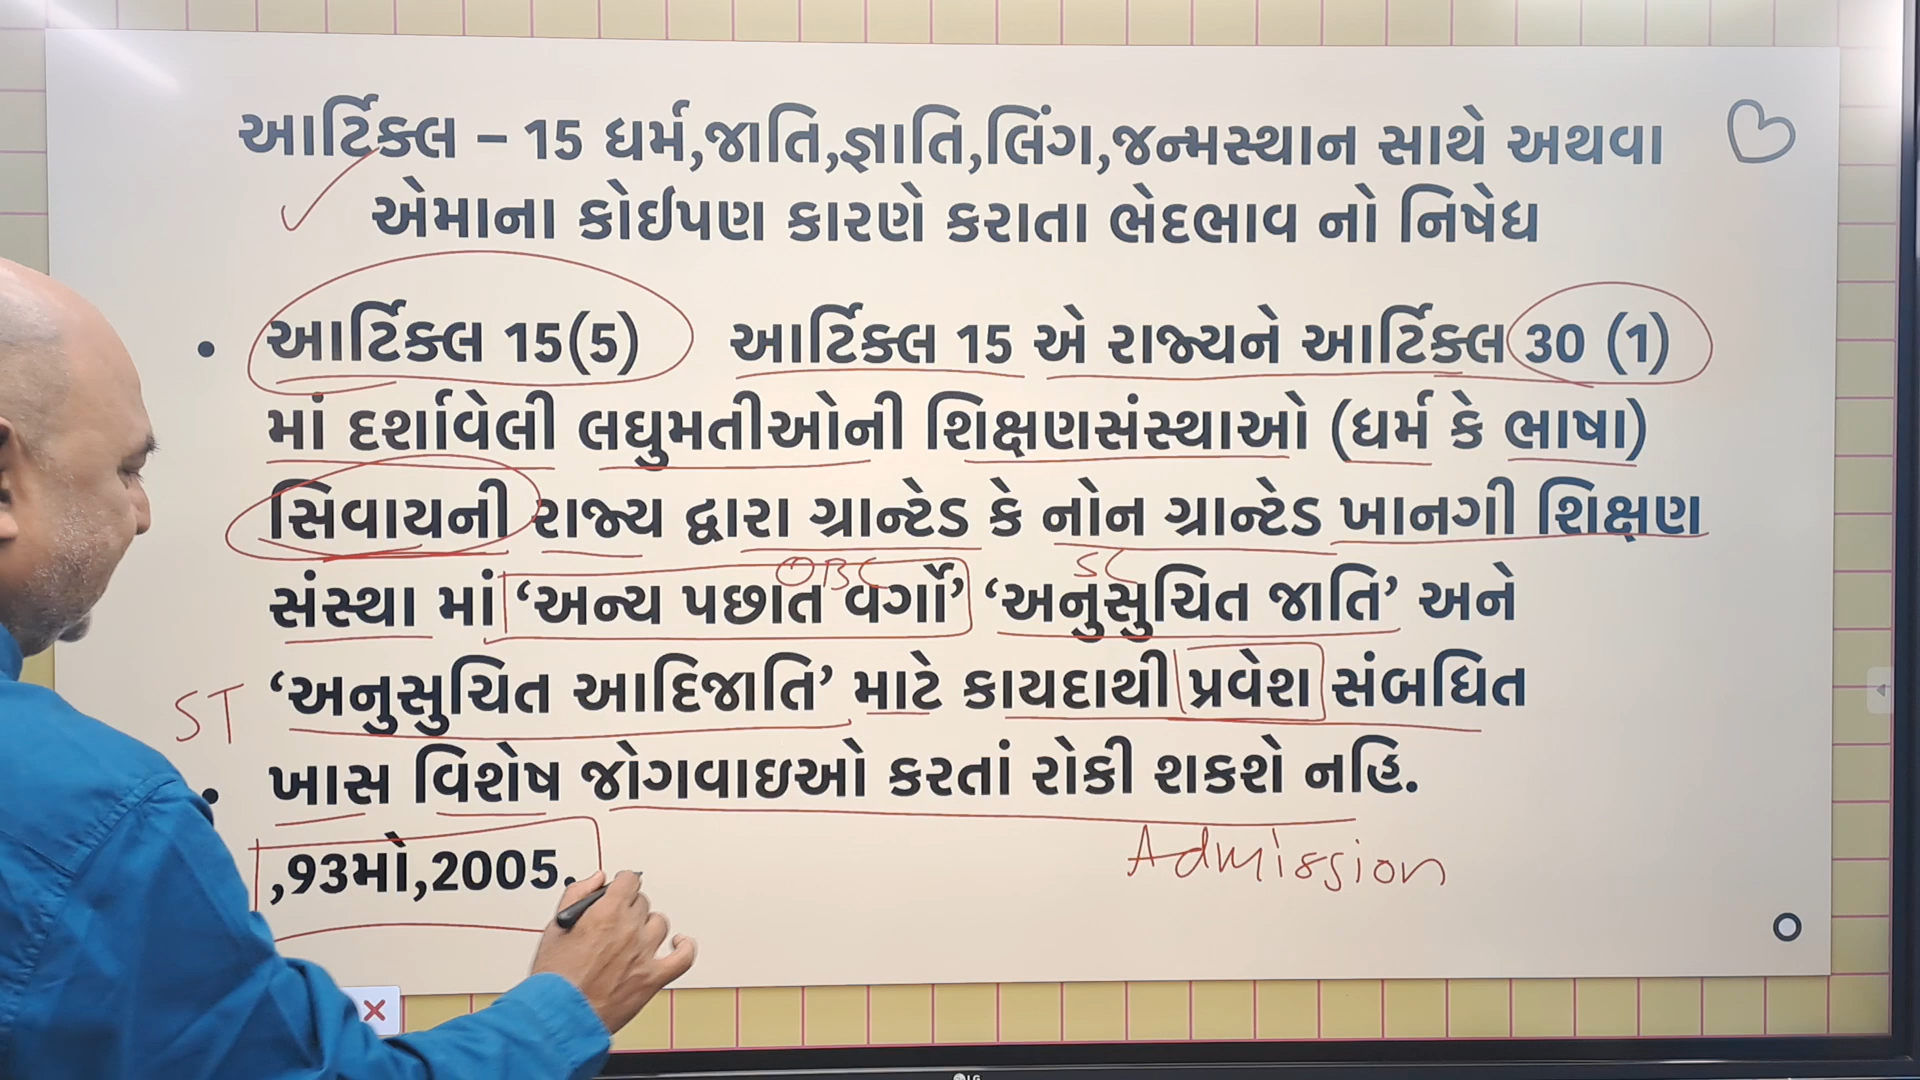 આર્ટિકલ – 15 ધર્મ,જાતિ,જ્ઞાતિ,લિંગ,જન્મસ્થાન સાથે અથવા
એમાના કોઈપણ કારણે કરાતા ભેદભાવ નો નિષેધ
• આર્ટિકલ 15(5) આર્ટિકલ 15 એ રાજ્યને આર્ટિકલ 30 (1)
માં દર્શાવેલી લઘુમતીઓની શિક્ષણસંસ્થાઓ (ધર્મ કે ભાષા)
સિવાયની રાજ્ય દ્વારા ગ્રાન્ટેડ કે નોન ગ્રાન્ટેડ ખાનગી શિક્ષણ
OBC SC
સંસ્થા માં ‘અન્ય પછાત વર્ગો’ ‘અનુસુચિત જાતિ’ અને
ST ‘અનુસુચિત આદિજાતિ’ માટે કાયદાથી પ્રવેશ સંબધિત
• ખાસ વિશેષ જોગવાઇઓ કરતાં રોકી શકશે નહિ.
,93મો,2005.
Admission
LG